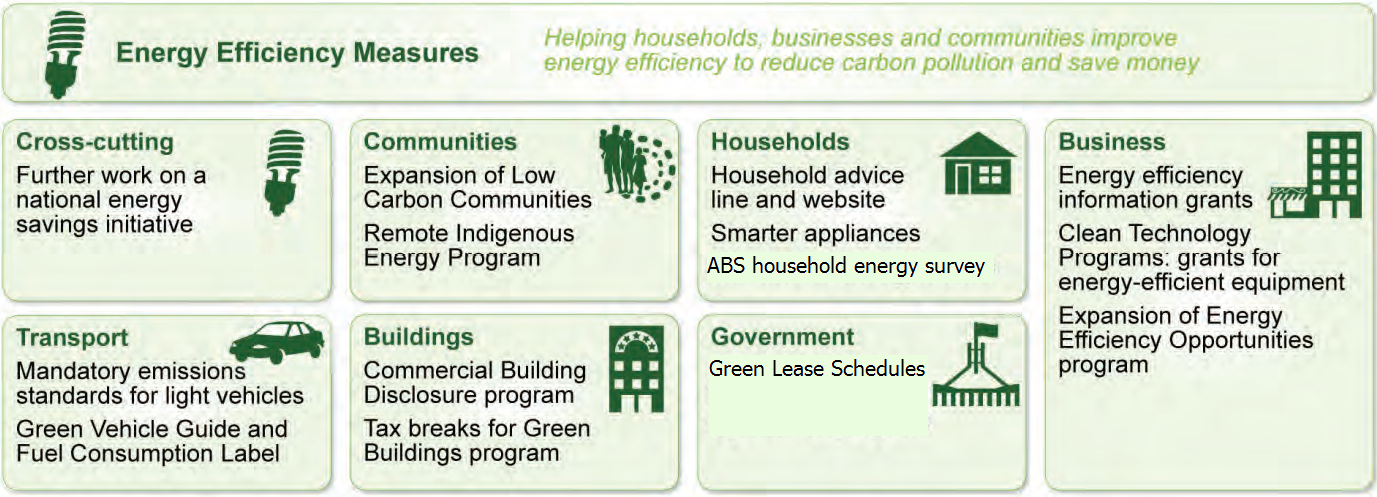 Energy Efficiency Measures
Helping households, businesses and communities improve
energy efficiency to reduce carbon pollution and save money
Cross-cutting
Further work on a
national energy
savings initiative
Communities
Expansion of Low
Carbon Communities
Remote Indigenous
Energy Program
Households
Household advice
line and website
Smarter appliances
ABS household energy survey
Business
Energy efficiency
information grants
Clean Technology
Programs: grants for
energy-efficient equipment
Expansion of Energy
Efficiency Opportunities
program
Transport
Mandatory emissions
standards for light vehicles
Green Vehicle Guide and
Fuel Consumption Label
Buildings
Commercial Building
Disclosure program
Tax breaks for Green
Buildings program
Government
Green Lease Schedules